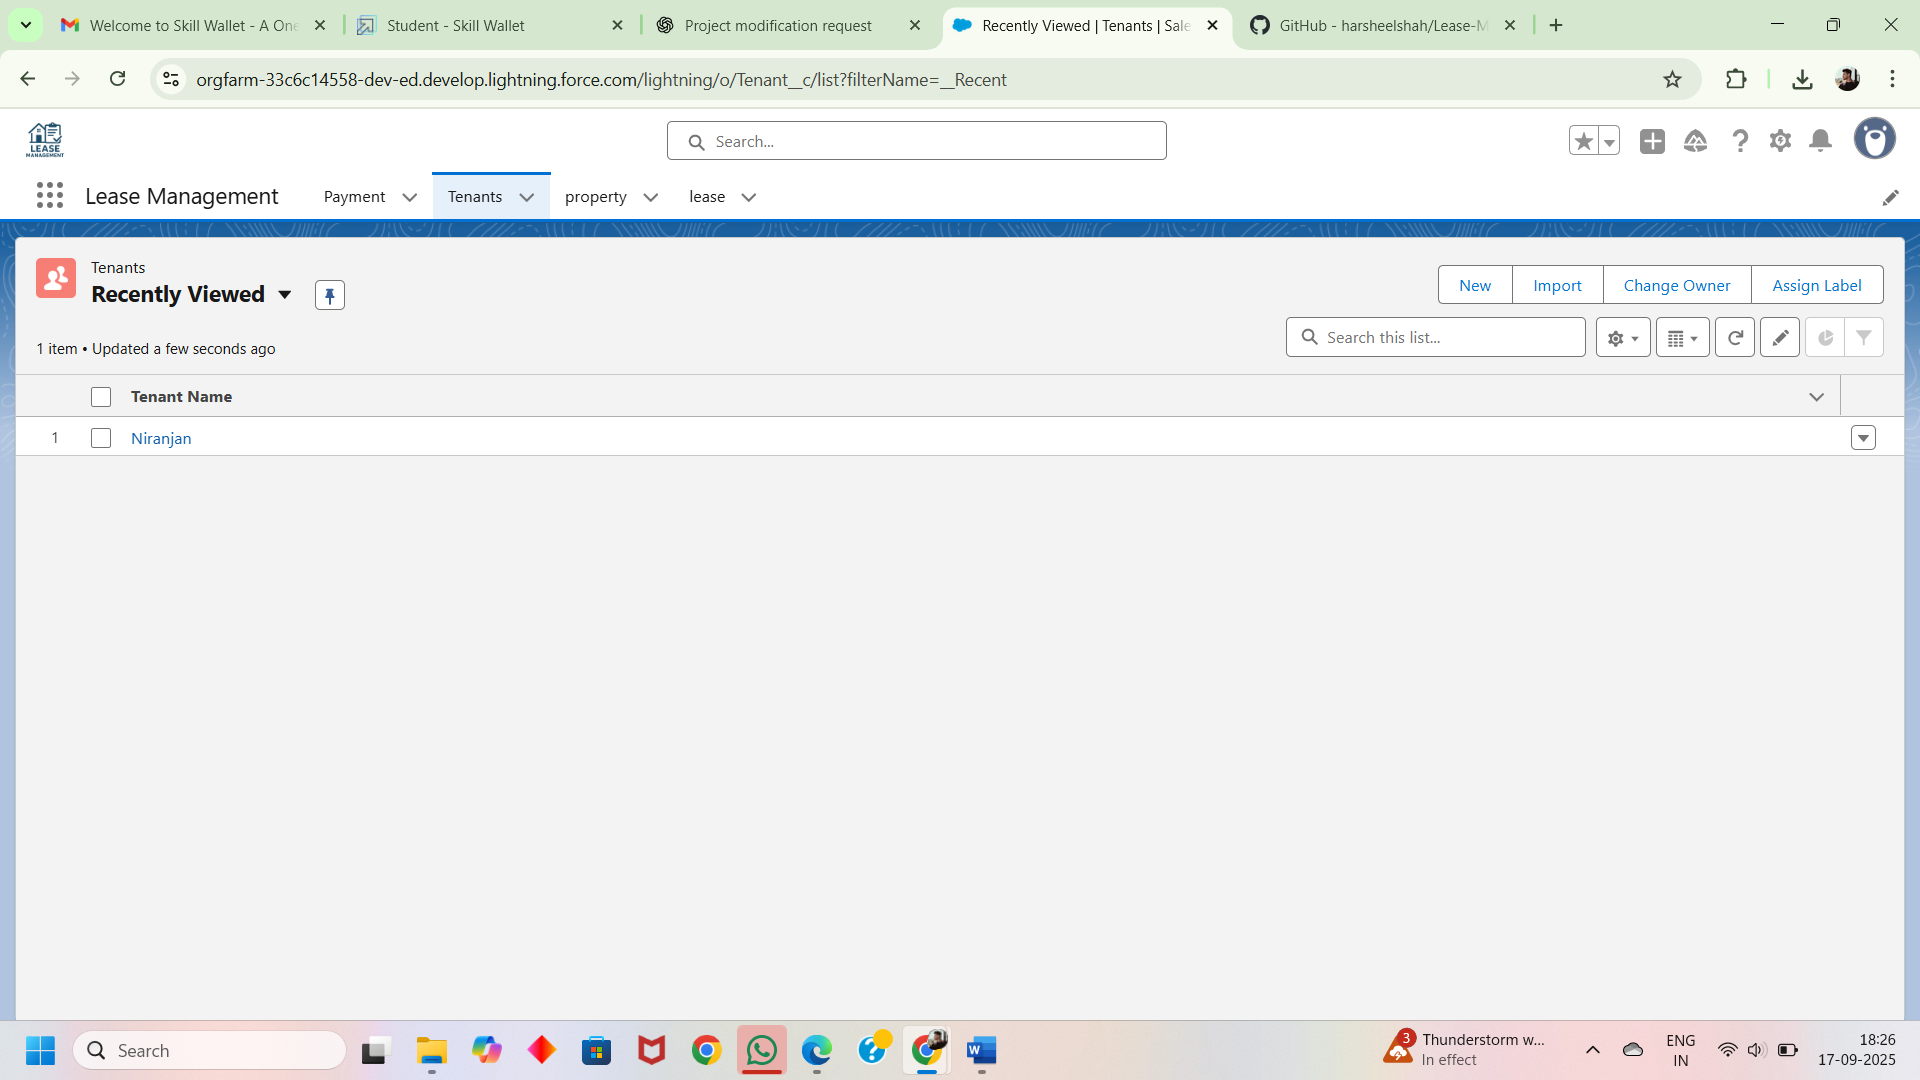 Welcome to Skill Wallet - A One
Student - Skill Wallet
Project modification request
Recently Viewed | Tenants | Sale
GitHub - harsheelshah/Lease-M
orgfarm-33c6c14558-dev-ed.develop.lightning.force.com/lightning/o/Tenant__c/list?filterName=__Recent
LEASE
MANAGEMENT
Search...
Lease Management
Payment
Tenants
property
lease
Tenants
Recently Viewed
New
Import
Change Owner
Assign Label
1 item • Updated a few seconds ago
Search this list...
Tenant Name
1
Niranjan
Search
3
Thunderstorm w...
In effect
ENG
IN
18:26
17-09-2025